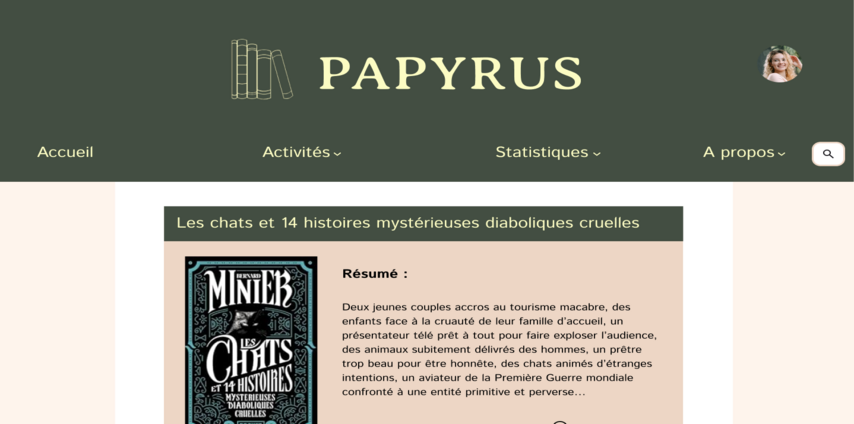 PAPYRUS
Accueil
Activités
Statistiques
A propos
Les chats et 14 histoires mystérieuses diaboliques cruelles
BERNARD
MINIER
LES
CHATS
ET 14 HISTOIRES
MYSTÉRIEUSES
DIABOLIQUES
CRUELLES
Résumé :
Deux jeunes couples accros au tourisme macabre, des
enfants face à la cruauté de leur famille d'accueil, un
présentateur télé prêt à tout pour faire exploser l'audience,
des animaux subitement délivrés des hommes, un prêtre
trop beau pour être honnête, des chats animés d'étranges
intentions, un aviateur de la Première Guerre mondiale
confronté à une entité primitive et perverse...